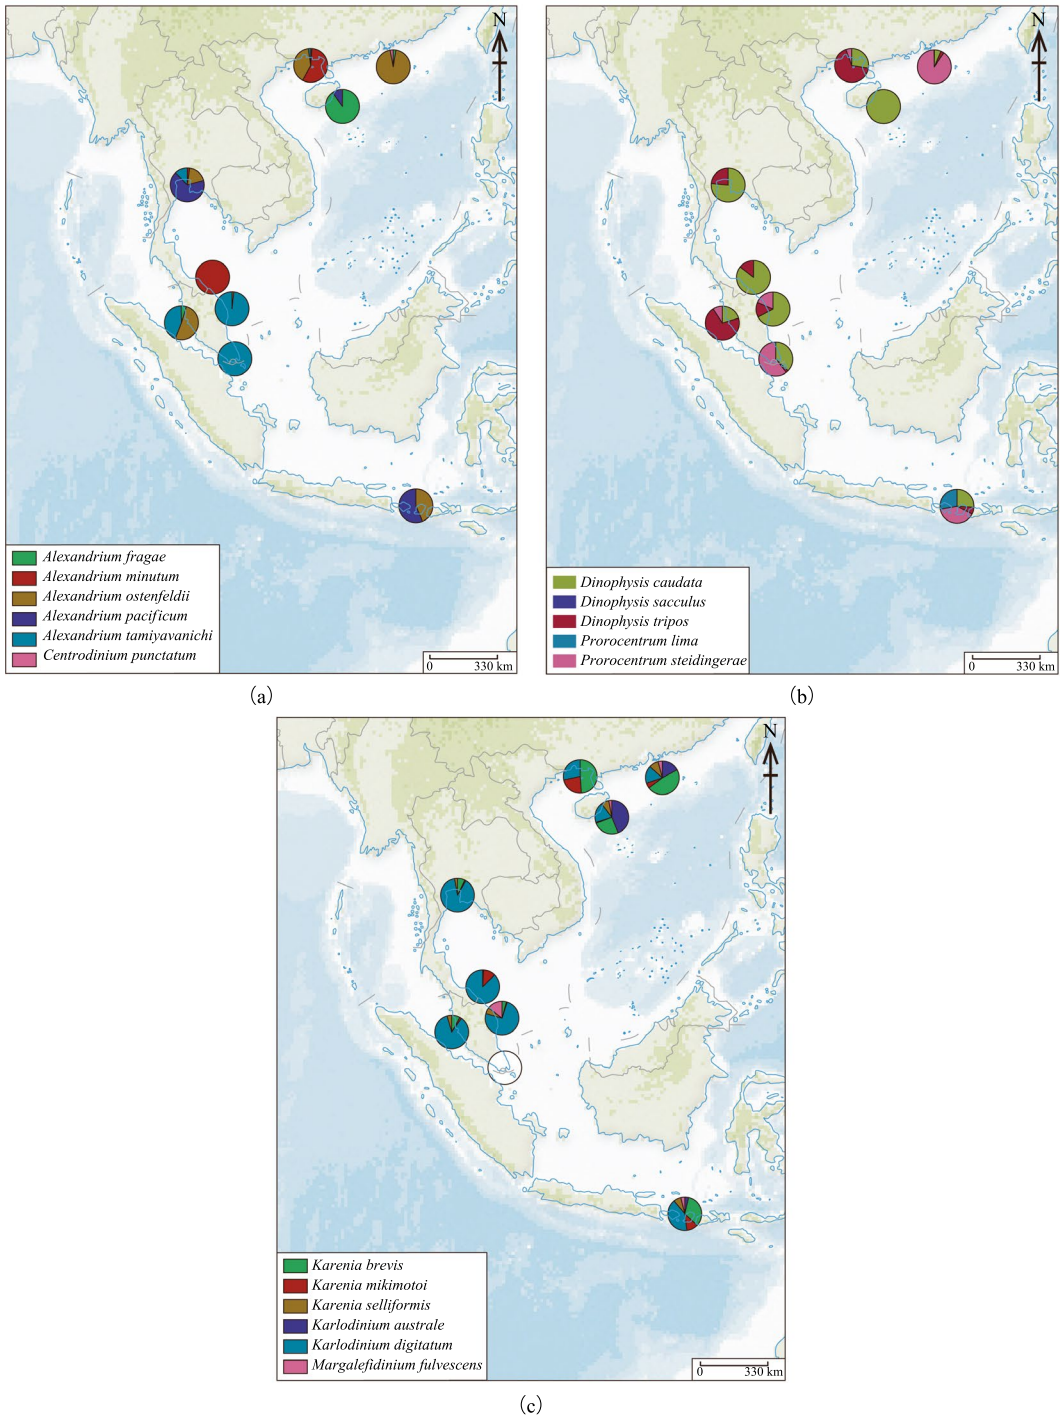 N
Alexandrium fragae
Alexandrium minutum
Alexandrium ostenfeldii
Alexandrium pacificum
Alexandrium tamiyavanichi
Centrodinium punctatum
0 330 km
(a)
N
Dinophysis caudata
Dinophysis sacculus
Dinophysis tripos
Prorocentrum lima
Prorocentrum steidingerae
0 330 km
(b)
N
Karenia brevis
Karenia mikimotoi
Karenia selliformis
Karlodinium australe
Karlodinium digitatum
Margalefidinium fulvescens
0 330 km
(c)